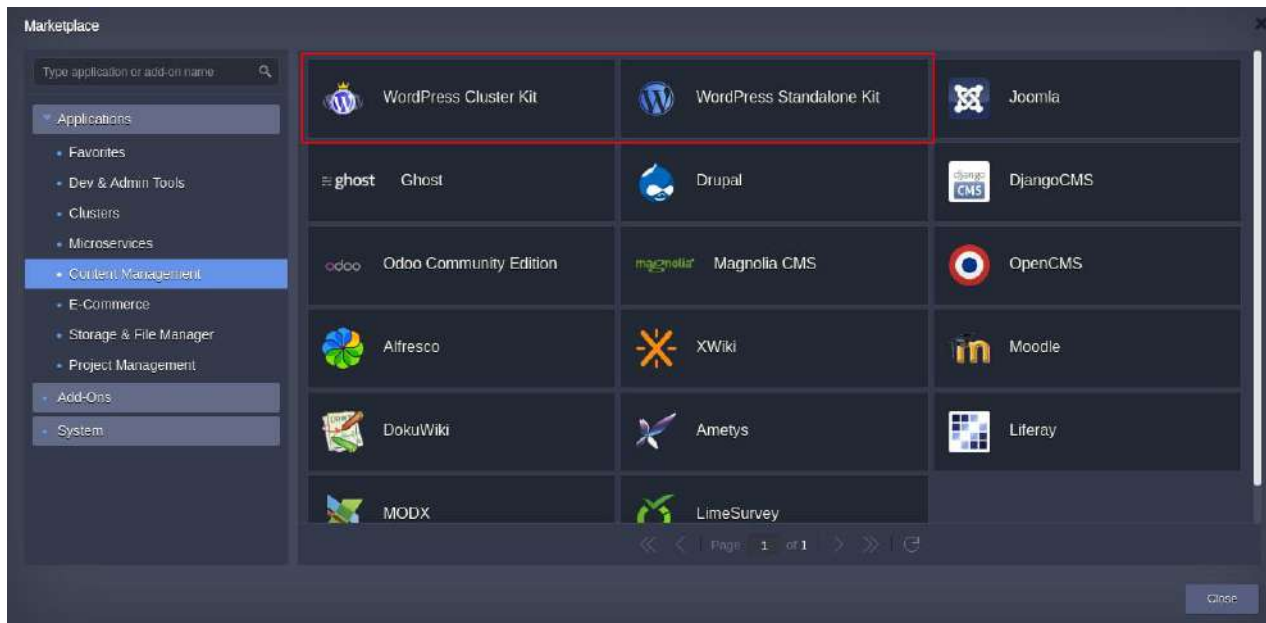 Marketplace
Type application or add-on name
Applications
Favorites
Dev & Admin Tools
Clusters
Microservices
Content Management
E-Commerce
Storage & File Manager
Project Management
Add-Ons
System
WordPress Cluster Kit
WordPress Standalone Kit
Joomla
ghost Ghost
Drupal
django CMS DjangoCMS
odoo Odoo Community Edition
magnolia Magnolia CMS
OpenCMS
Alfresco
XWiki
Moodle
DokuWiki
Ametys
Liferay
MODX
LimeSurvey
Page 1 of 1
Close